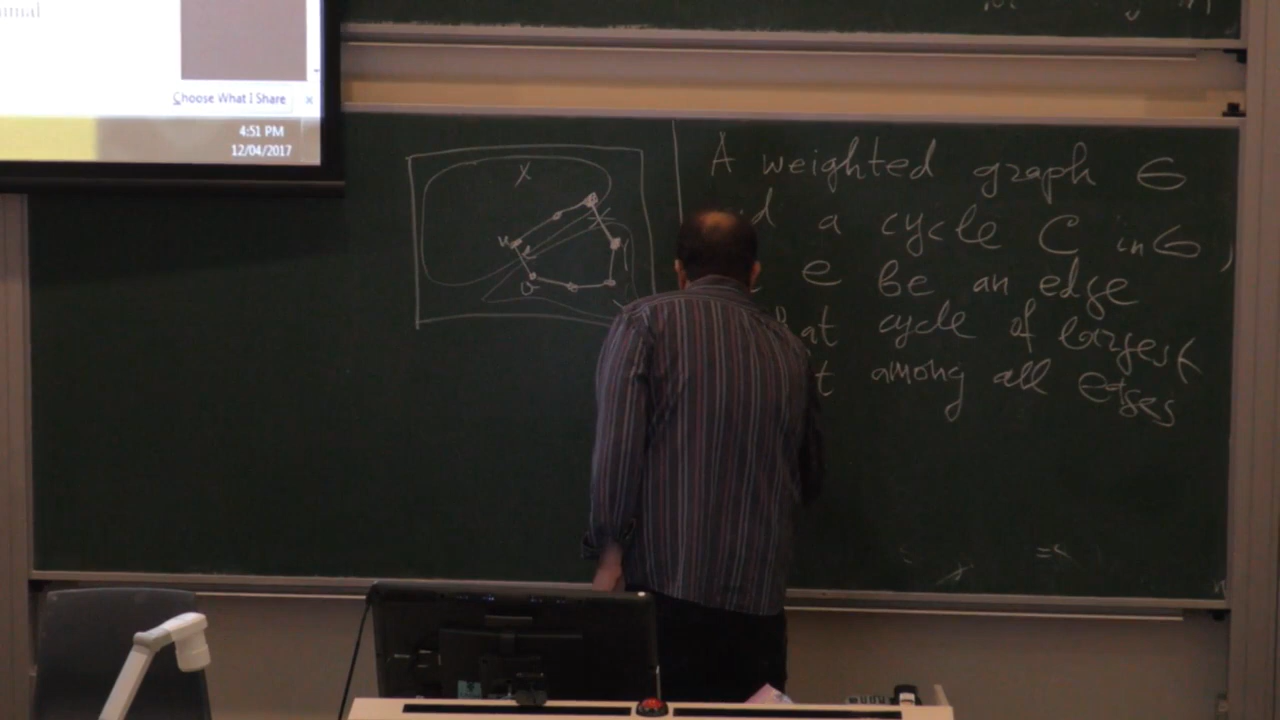 Choose What I Share
4:51 PM
12/04/2017
X
u
v
A weighted graph G
a cycle C in G,
e be an edge
cycle of largest
among all edges